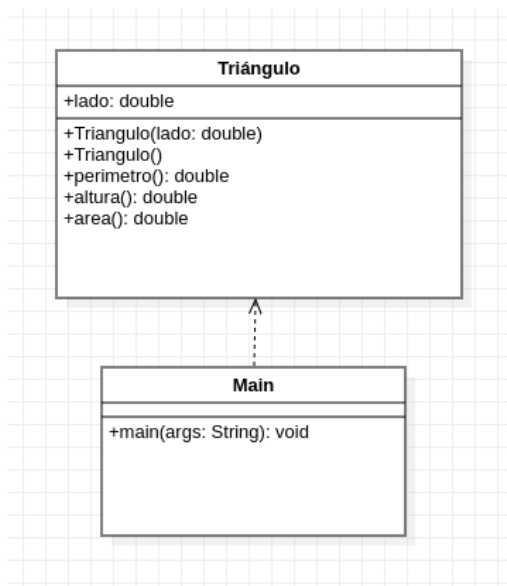 Triángulo
+lado: double
+Triangulo(lado: double)
+Triangulo()
+perimetro(): double
+altura(): double
+area(): double
Main
+main(args: String): void